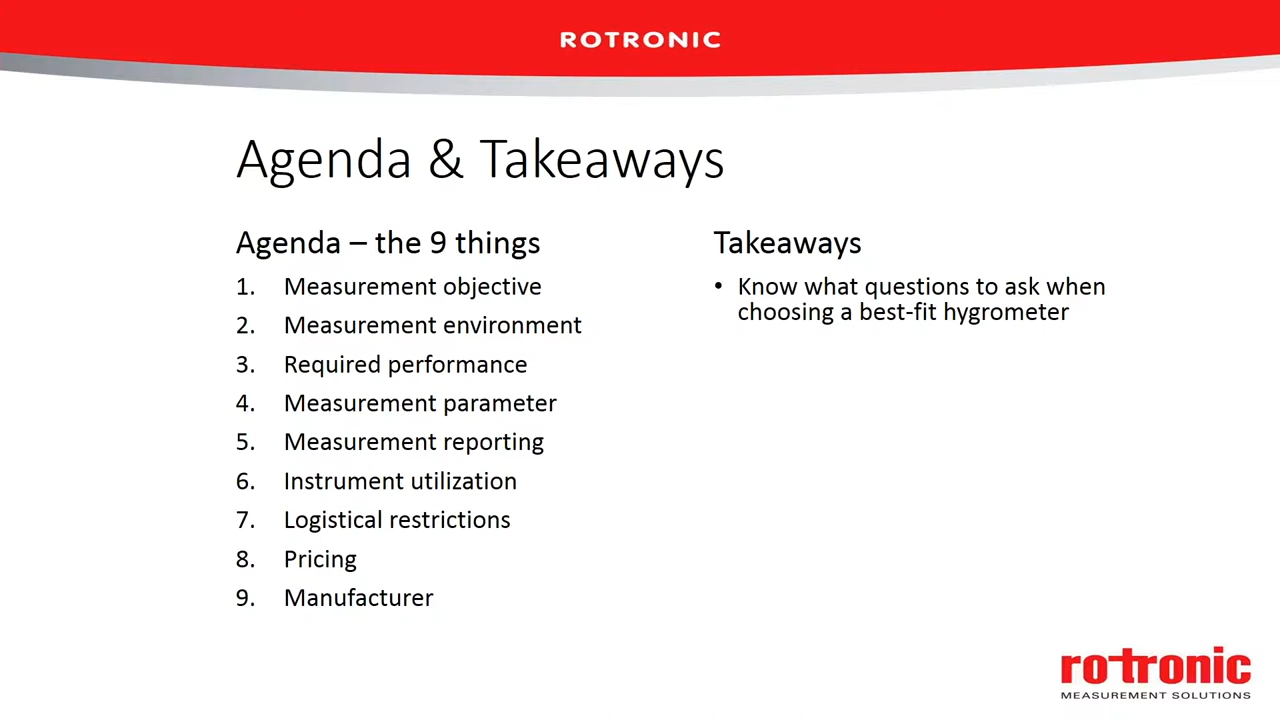 ROTRONIC
Agenda & Takeaways
Agenda – the 9 things
1. Measurement objective
2. Measurement environment
3. Required performance
4. Measurement parameter
5. Measurement reporting
6. Instrument utilization
7. Logistical restrictions
8. Pricing
9. Manufacturer
Takeaways
• Know what questions to ask when
choosing a best-fit hygrometer
rotronic
MEASUREMENT SOLUTIONS